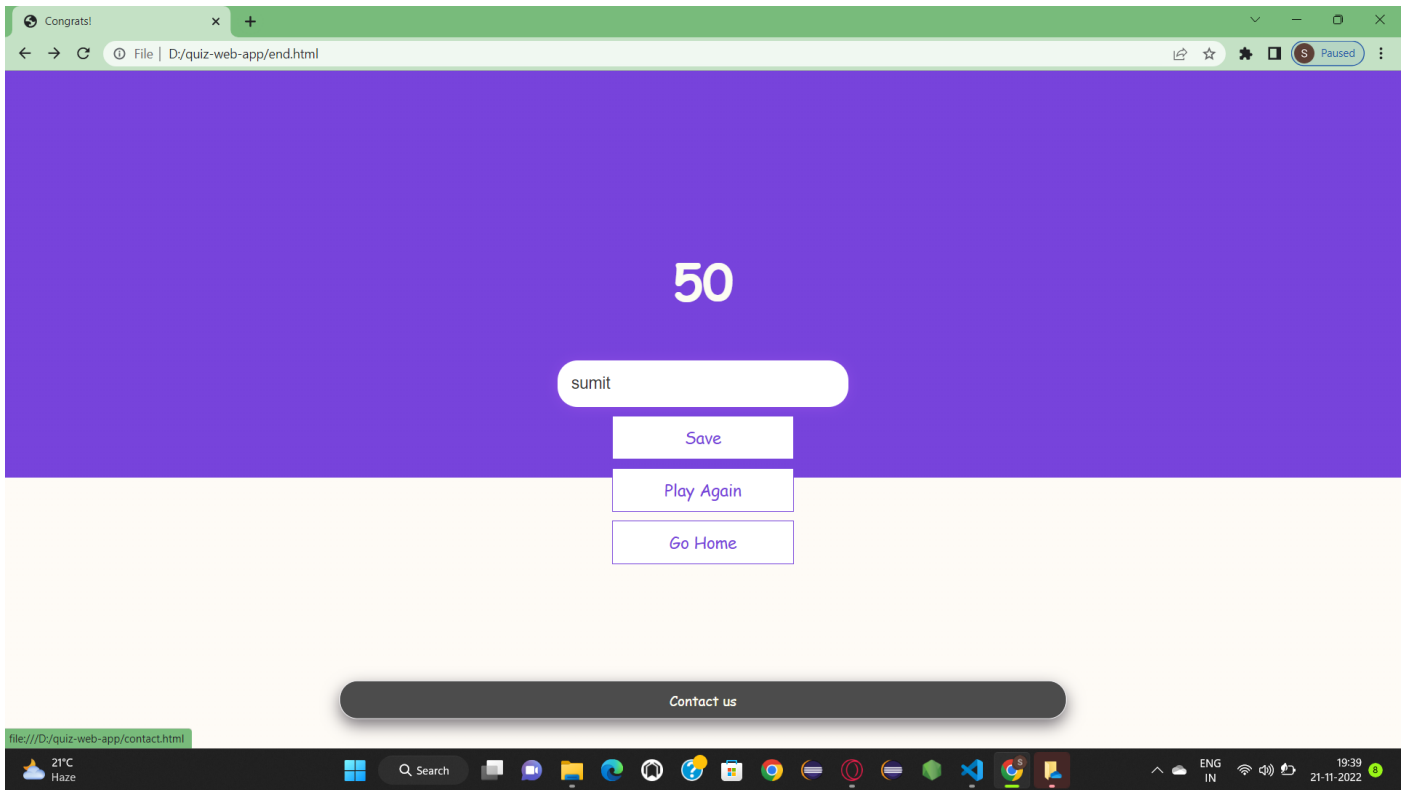 Congrats!
File | D:/quiz-web-app/end.html
S Paused
50
sumit
Save
Play Again
Go Home
Contact us
file:///D:/quiz-web-app/contact.html
21°C
Haze
Search
S
ENG
IN
19:39
21-11-2022
8